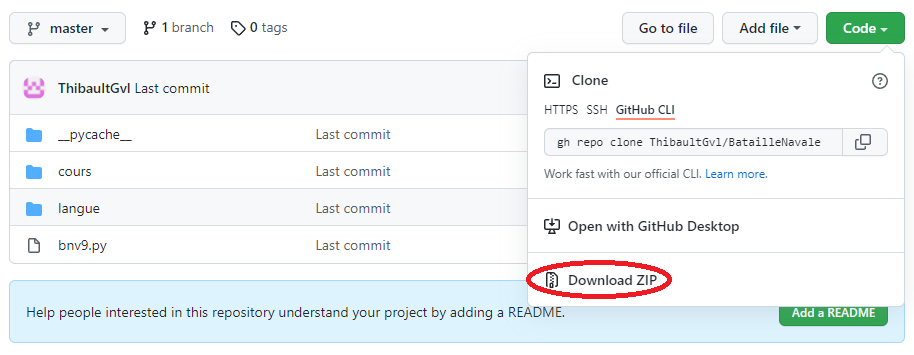 master
1 branch
0 tags
Go to file
Add file
Code
ThibaultGvl Last commit
__pycache__
Last commit
cours
Last commit
langue
Last commit
bnv9.py
Last commit
Clone
HTTPS SSH GitHub CLI
gh repo clone ThibaultGvl/BatailleNavale
Work fast with our official CLI. Learn more.
Open with GitHub Desktop
Download ZIP
Help people interested in this repository understand your project by adding a README.
Add a README